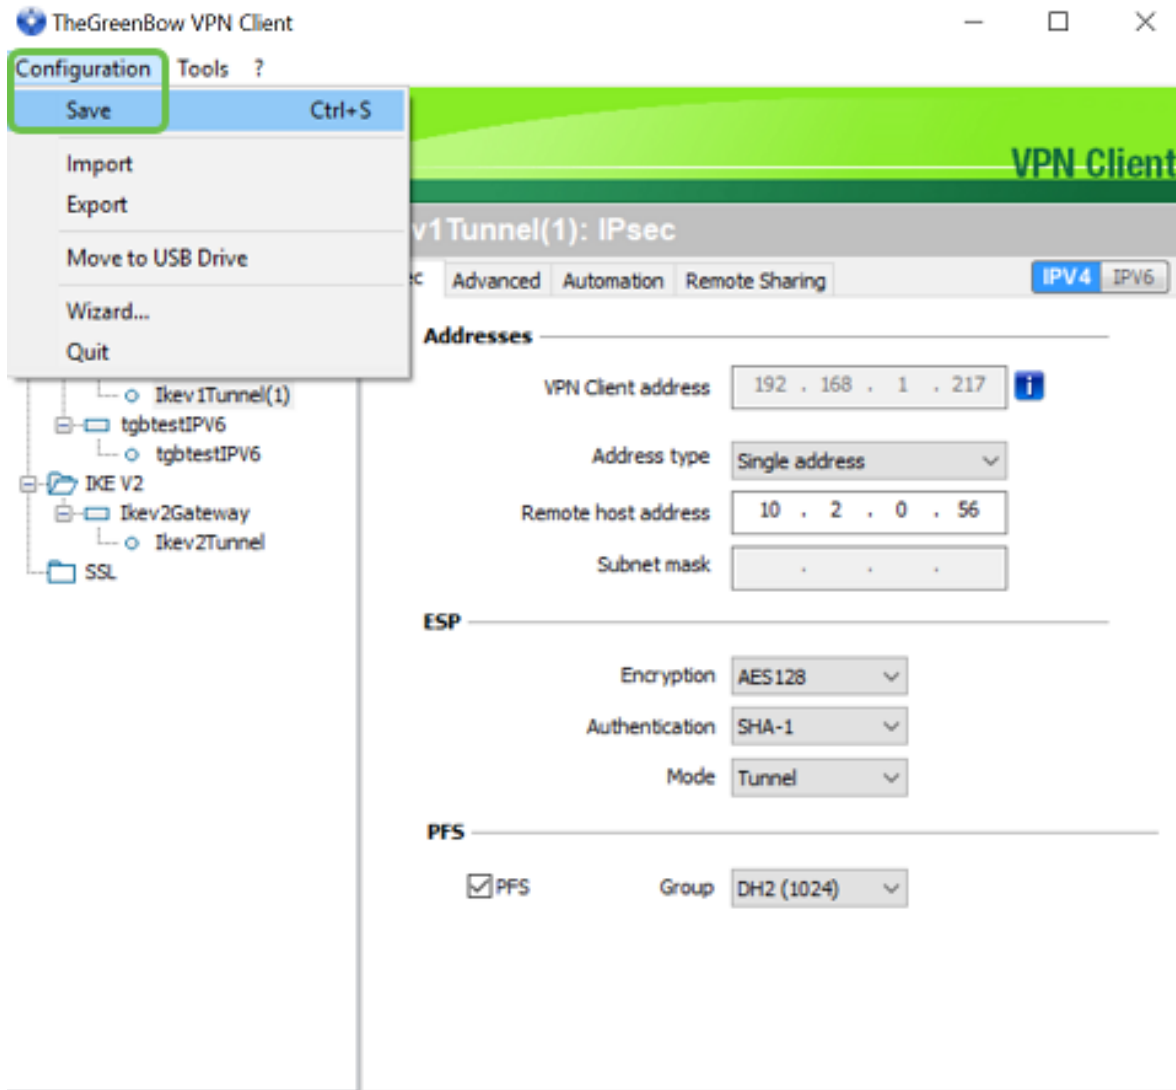 TheGreenBow VPN Client
Configuration Tools ?
Save Ctrl+S
Import
Export
Move to USB Drive
Wizard...
Quit
VPN Client
v1Tunnel(1): IPsec
ec Advanced Automation Remote Sharing IPV4 IPV6
Ikev1Tunnel(1)
tgbtestIPV6
tgbtestIPV6
IKE V2
Ikev2Gateway
Ikev2Tunnel
SSL
Addresses
VPN Client address 192 . 168 . 1 . 217 i
Address type Single address
Remote host address 10 . 2 . 0 . 56
Subnet mask . . .
ESP
Encryption AES128
Authentication SHA-1
Mode Tunnel
PFS
PFS Group DH2 (1024)